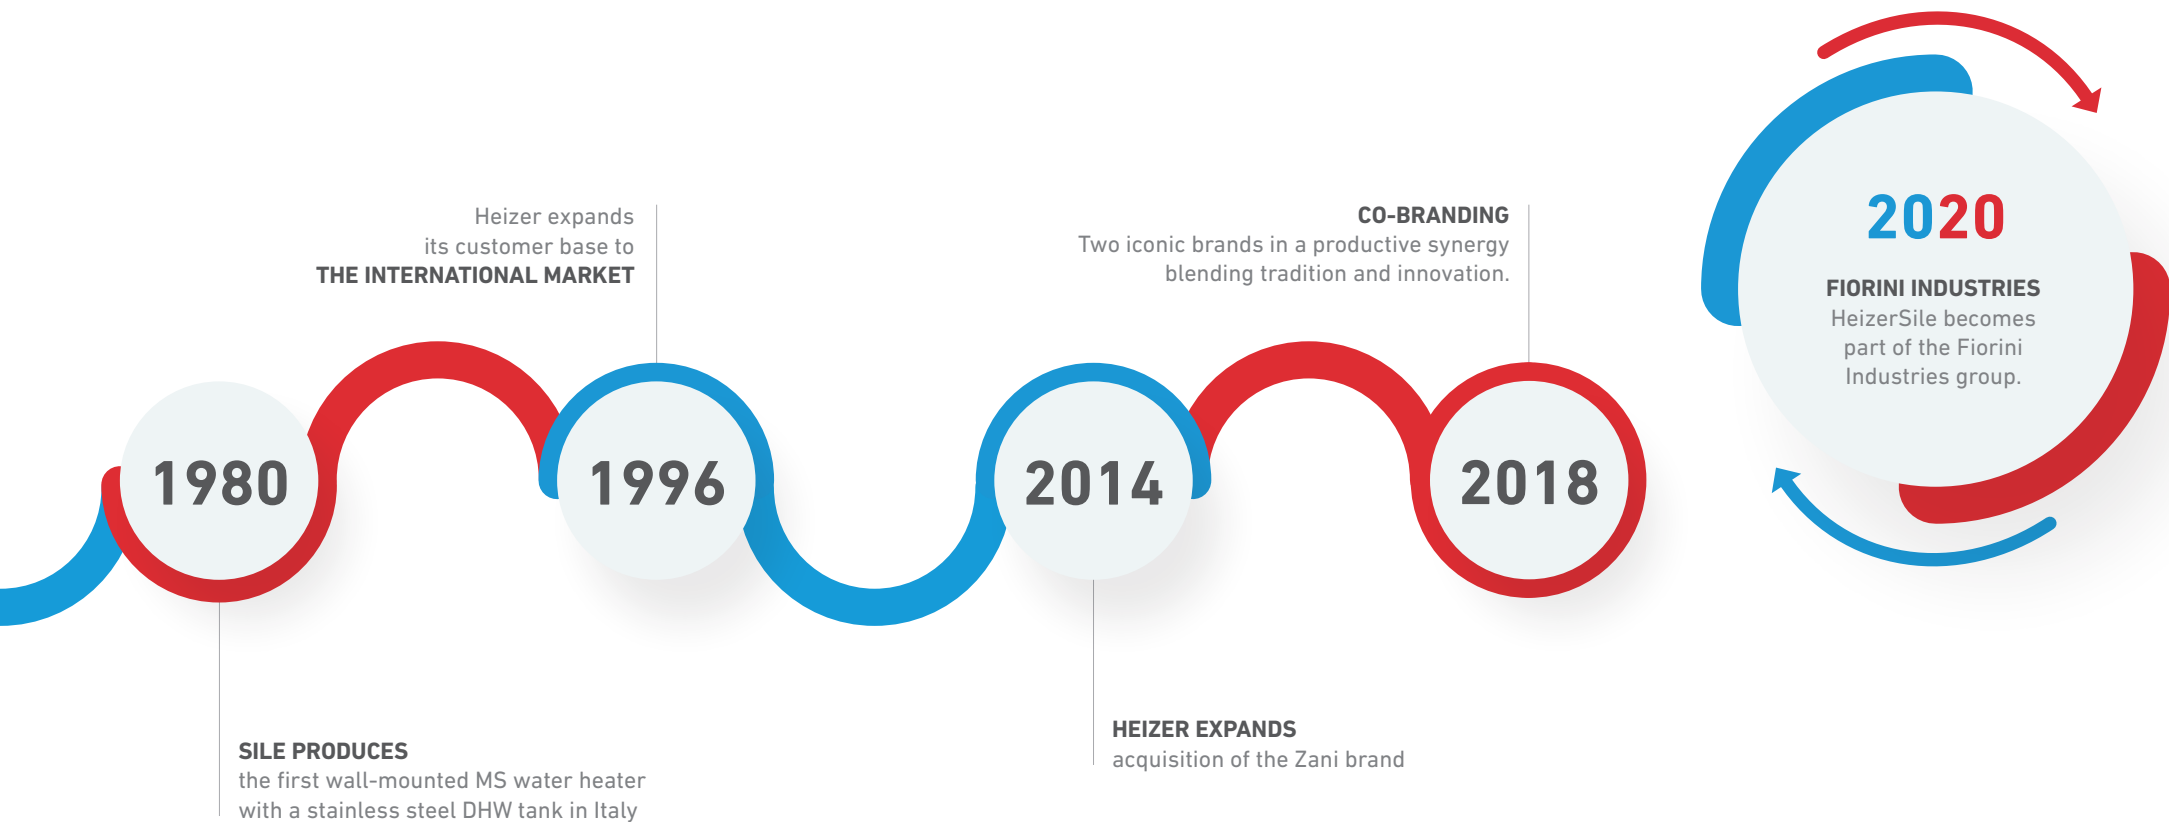 1980
SILE PRODUCES
the first wall-mounted MS water heater
with a stainless steel DHW tank in Italy
Heizer expands
its customer base to
THE INTERNATIONAL MARKET
1996
2014
HEIZER EXPANDS
acquisition of the Zani brand
CO-BRANDING
Two iconic brands in a productive synergy
blending tradition and innovation.
2018
2020
FIORINI INDUSTRIES
HeizerSile becomes
part of the Fiorini
Industries group.